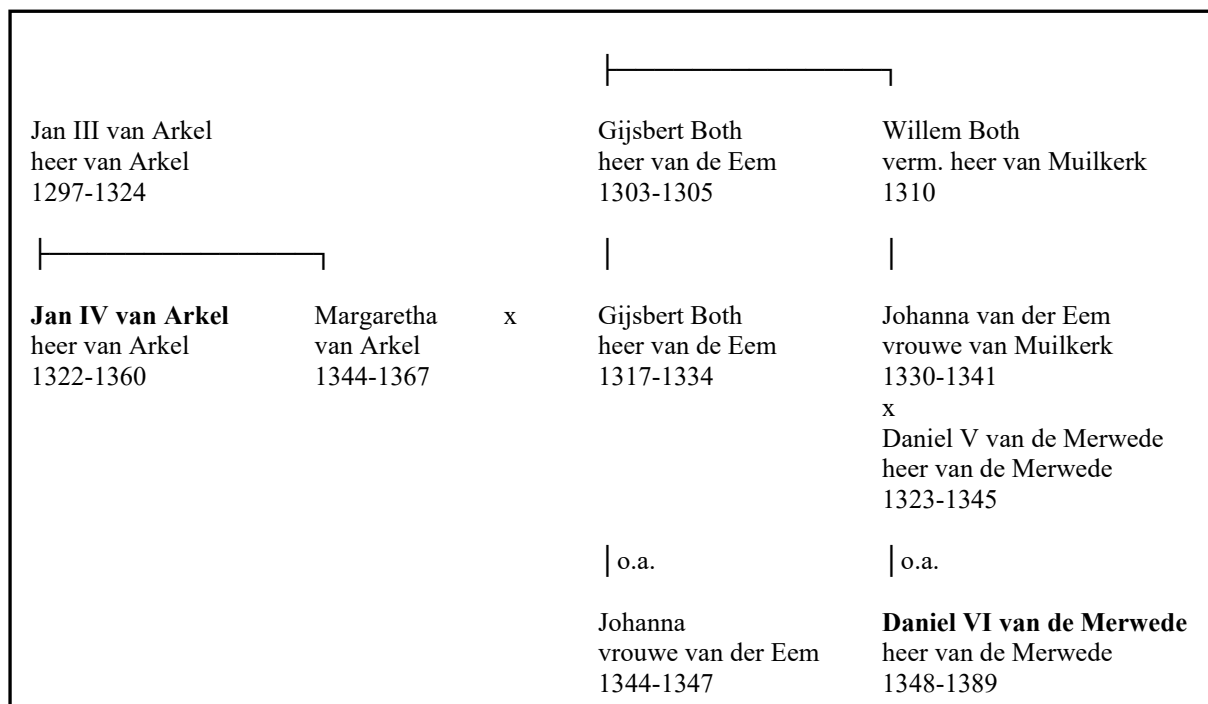 Jan III van Arkel
heer van Arkel
1297-1324
Gijsbert Both
heer van de Eem
1303-1305
Willem Both
verm. heer van Muilkerk
1310
Jan IV van Arkel
heer van Arkel
1322-1360
Margaretha
van Arkel
1344-1367
x
Gijsbert Both
heer van de Eem
1317-1334
Johanna van der Eem
vrouwe van Muilkerk
1330-1341
x
Daniel V van de Merwede
heer van de Merwede
1323-1345
o.a.
o.a.
Johanna
vrouwe van der Eem
1344-1347
Daniel VI van de Merwede
heer van de Merwede
1348-1389